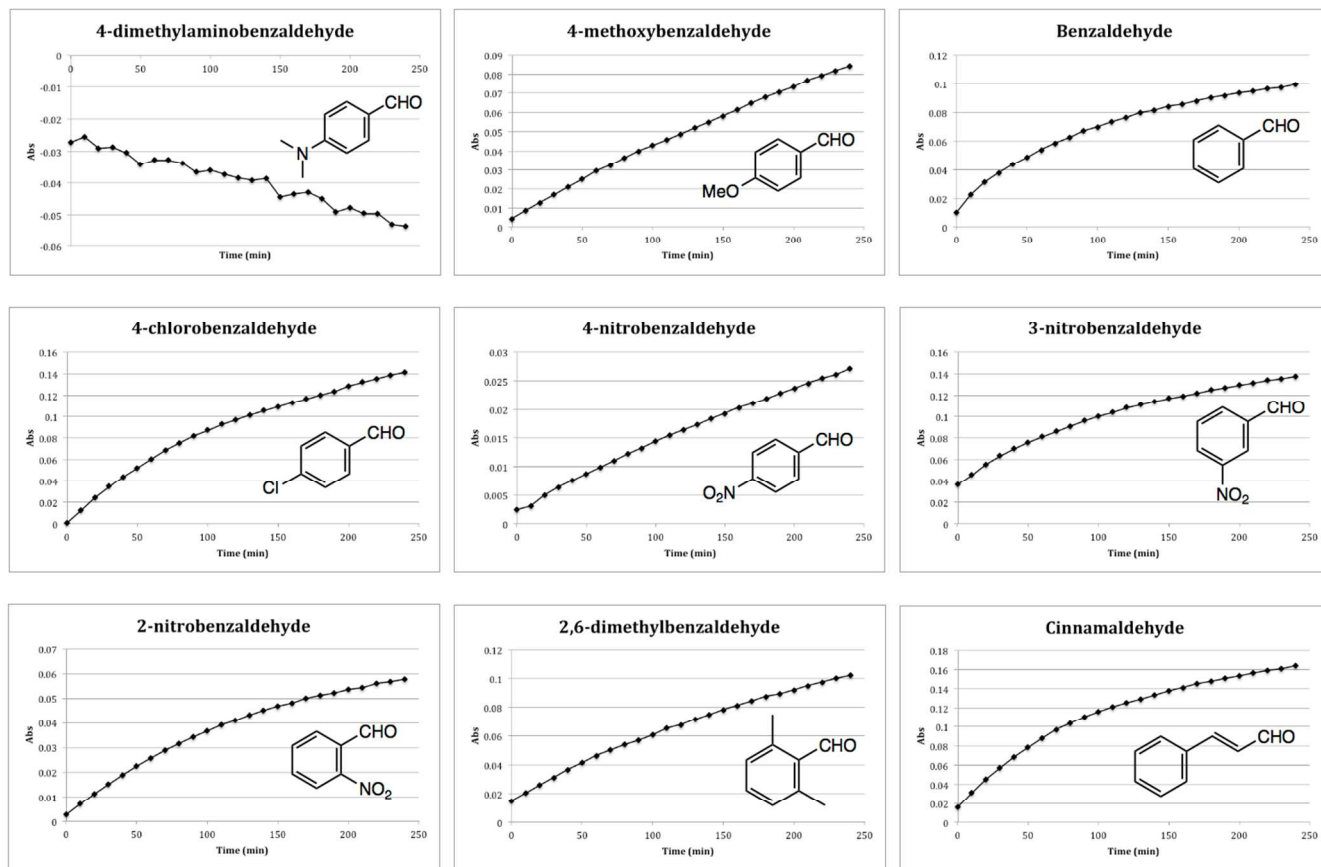 4-dimethylaminobenzaldehyde
0
0 50 100 150 200 250
-0.01
-0.02
-0.03
-0.04
-0.05
-0.06
Abs
Time (min)
CHO
N
4-methoxybenzaldehyde
0.09
0.08
0.07
0.06
0.05
0.04
0.03
0.02
0.01
0
0 50 100 150 200 250
Abs
Time (min)
CHO
MeO
Benzaldehyde
0.12
0.1
0.08
0.06
0.04
0.02
0
0 50 100 150 200 250
Abs
Time (min)
CHO
4-chlorobenzaldehyde
0.16
0.14
0.12
0.1
0.08
0.06
0.04
0.02
0
0 50 100 150 200 250
Abs
Time (min)
CHO
Cl
4-nitrobenzaldehyde
0.03
0.025
0.02
0.015
0.01
0.005
0
0 50 100 150 200 250
Abs
Time (min)
CHO
O₂N
3-nitrobenzaldehyde
0.16
0.14
0.12
0.1
0.08
0.06
0.04
0.02
0
0 50 100 150 200 250
Abs
Time (min)
CHO
NO₂
2-nitrobenzaldehyde
0.07
0.06
0.05
0.04
0.03
0.02
0.01
0
0 50 100 150 200 250
Abs
Time (min)
CHO
NO₂
2,6-dimethylbenzaldehyde
0.12
0.1
0.08
0.06
0.04
0.02
0
0 50 100 150 200 250
Abs
Time (min)
CHO
Cinnamaldehyde
0.18
0.16
0.14
0.12
0.1
0.08
0.06
0.04
0.02
0
0 50 100 150 200 250
Abs
Time (min)
CHO